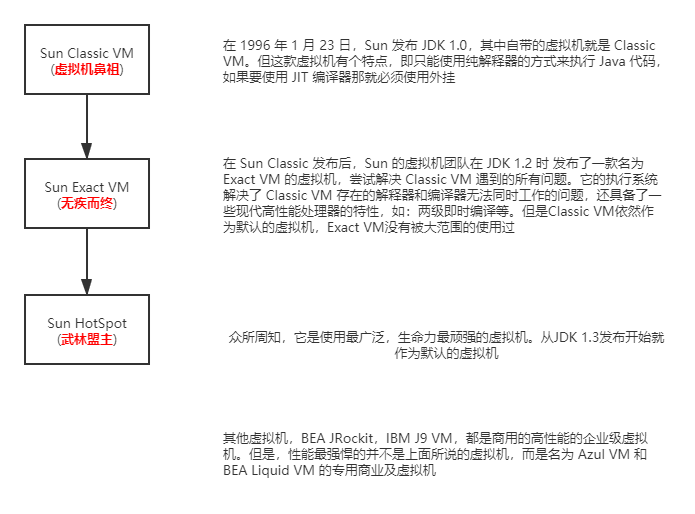 Sun Classic VM
(虚拟机鼻祖)
在 1996 年 1 月 23 日，Sun 发布 JDK 1.0，其中自带的虚拟机就是 Classic
VM。但这款虚拟机有个特点，即只能使用纯解释器的方式来执行 Java 代码，
如果要使用 JIT 编译器那就必须使用外挂
Sun Exact VM
(无疾而终)
在 Sun Classic 发布后，Sun 的虚拟机团队在 JDK 1.2 时 发布了一款名为
Exact VM 的虚拟机，尝试解决 Classic VM 遇到的所有问题。它的执行系统
解决了 Classic VM 存在的解释器和编译器无法同时工作的问题，还具备了一
些现代高性能处理器的特性，如：两级即时编译等。但是Classic VM依然作
为默认的虚拟机，Exact VM没有被大范围的使用过
Sun HotSpot
(武林盟主)
众所周知，它是使用最广泛，生命力最顽强的虚拟机。从JDK 1.3发布开始就
作为默认的虚拟机
其他虚拟机，BEA JRockit，IBM J9 VM，都是商用的高性能的企业级虚拟
机。但是，性能最强悍的并不是上面所说的虚拟机，而是名为 Azul VM 和
BEA Liquid VM 的专用商业及虚拟机